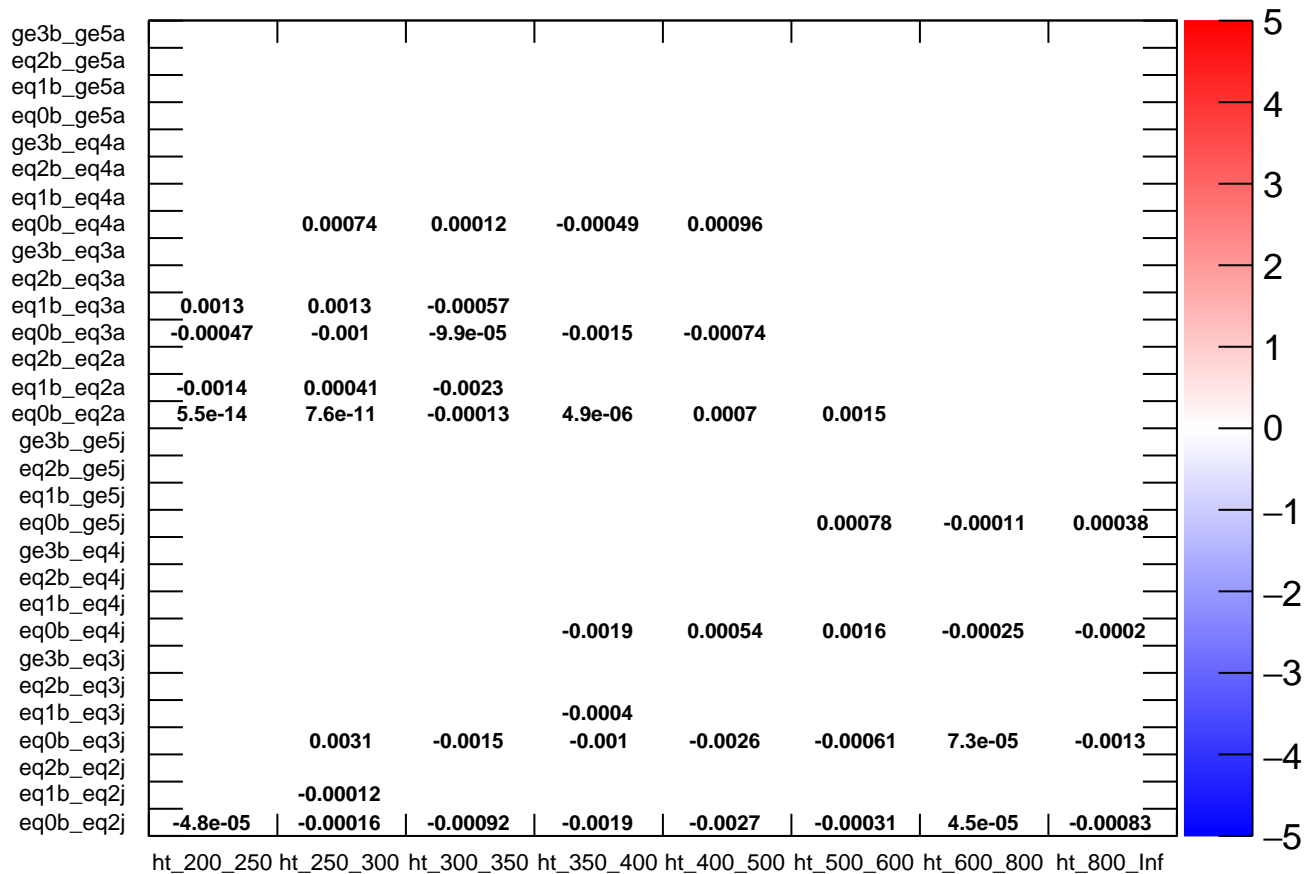 ge3b_ge5a
eq2b_ge5a
eq1b_ge5a
eq0b_ge5a
ge3b_eq4a
eq2b_eq4a
eq1b_eq4a
eq0b_eq4a 0.00074 0.00012 -0.00049 0.00096
ge3b_eq3a
eq2b_eq3a
eq1b_eq3a 0.0013 0.0013 -0.00057
eq0b_eq3a -0.00047 -0.001 -9.9e-05 -0.0015 -0.00074
eq2b_eq2a
eq1b_eq2a -0.0014 0.00041 -0.0023
eq0b_eq2a 5.5e-14 7.6e-11 -0.00013 4.9e-06 0.0007 0.0015
ge3b_ge5j
eq2b_ge5j
eq1b_ge5j
eq0b_ge5j 0.00078 -0.00011 0.00038
ge3b_eq4j
eq2b_eq4j
eq1b_eq4j
eq0b_eq4j -0.0019 0.00054 0.0016 -0.00025 -0.0002
ge3b_eq3j
eq2b_eq3j
eq1b_eq3j -0.0004
eq0b_eq3j 0.0031 -0.0015 -0.001 -0.0026 -0.00061 7.3e-05 -0.0013
eq2b_eq2j
eq1b_eq2j -0.00012
eq0b_eq2j -4.8e-05 -0.00016 -0.00092 -0.0019 -0.0027 -0.00031 4.5e-05 -0.00083
ht_200_250 ht_250_300 ht_300_350 ht_350_400 ht_400_500 ht_500_600 ht_600_800 ht_800_Inf
5
4
3
2
1
0
−1
−2
−3
−4
−5